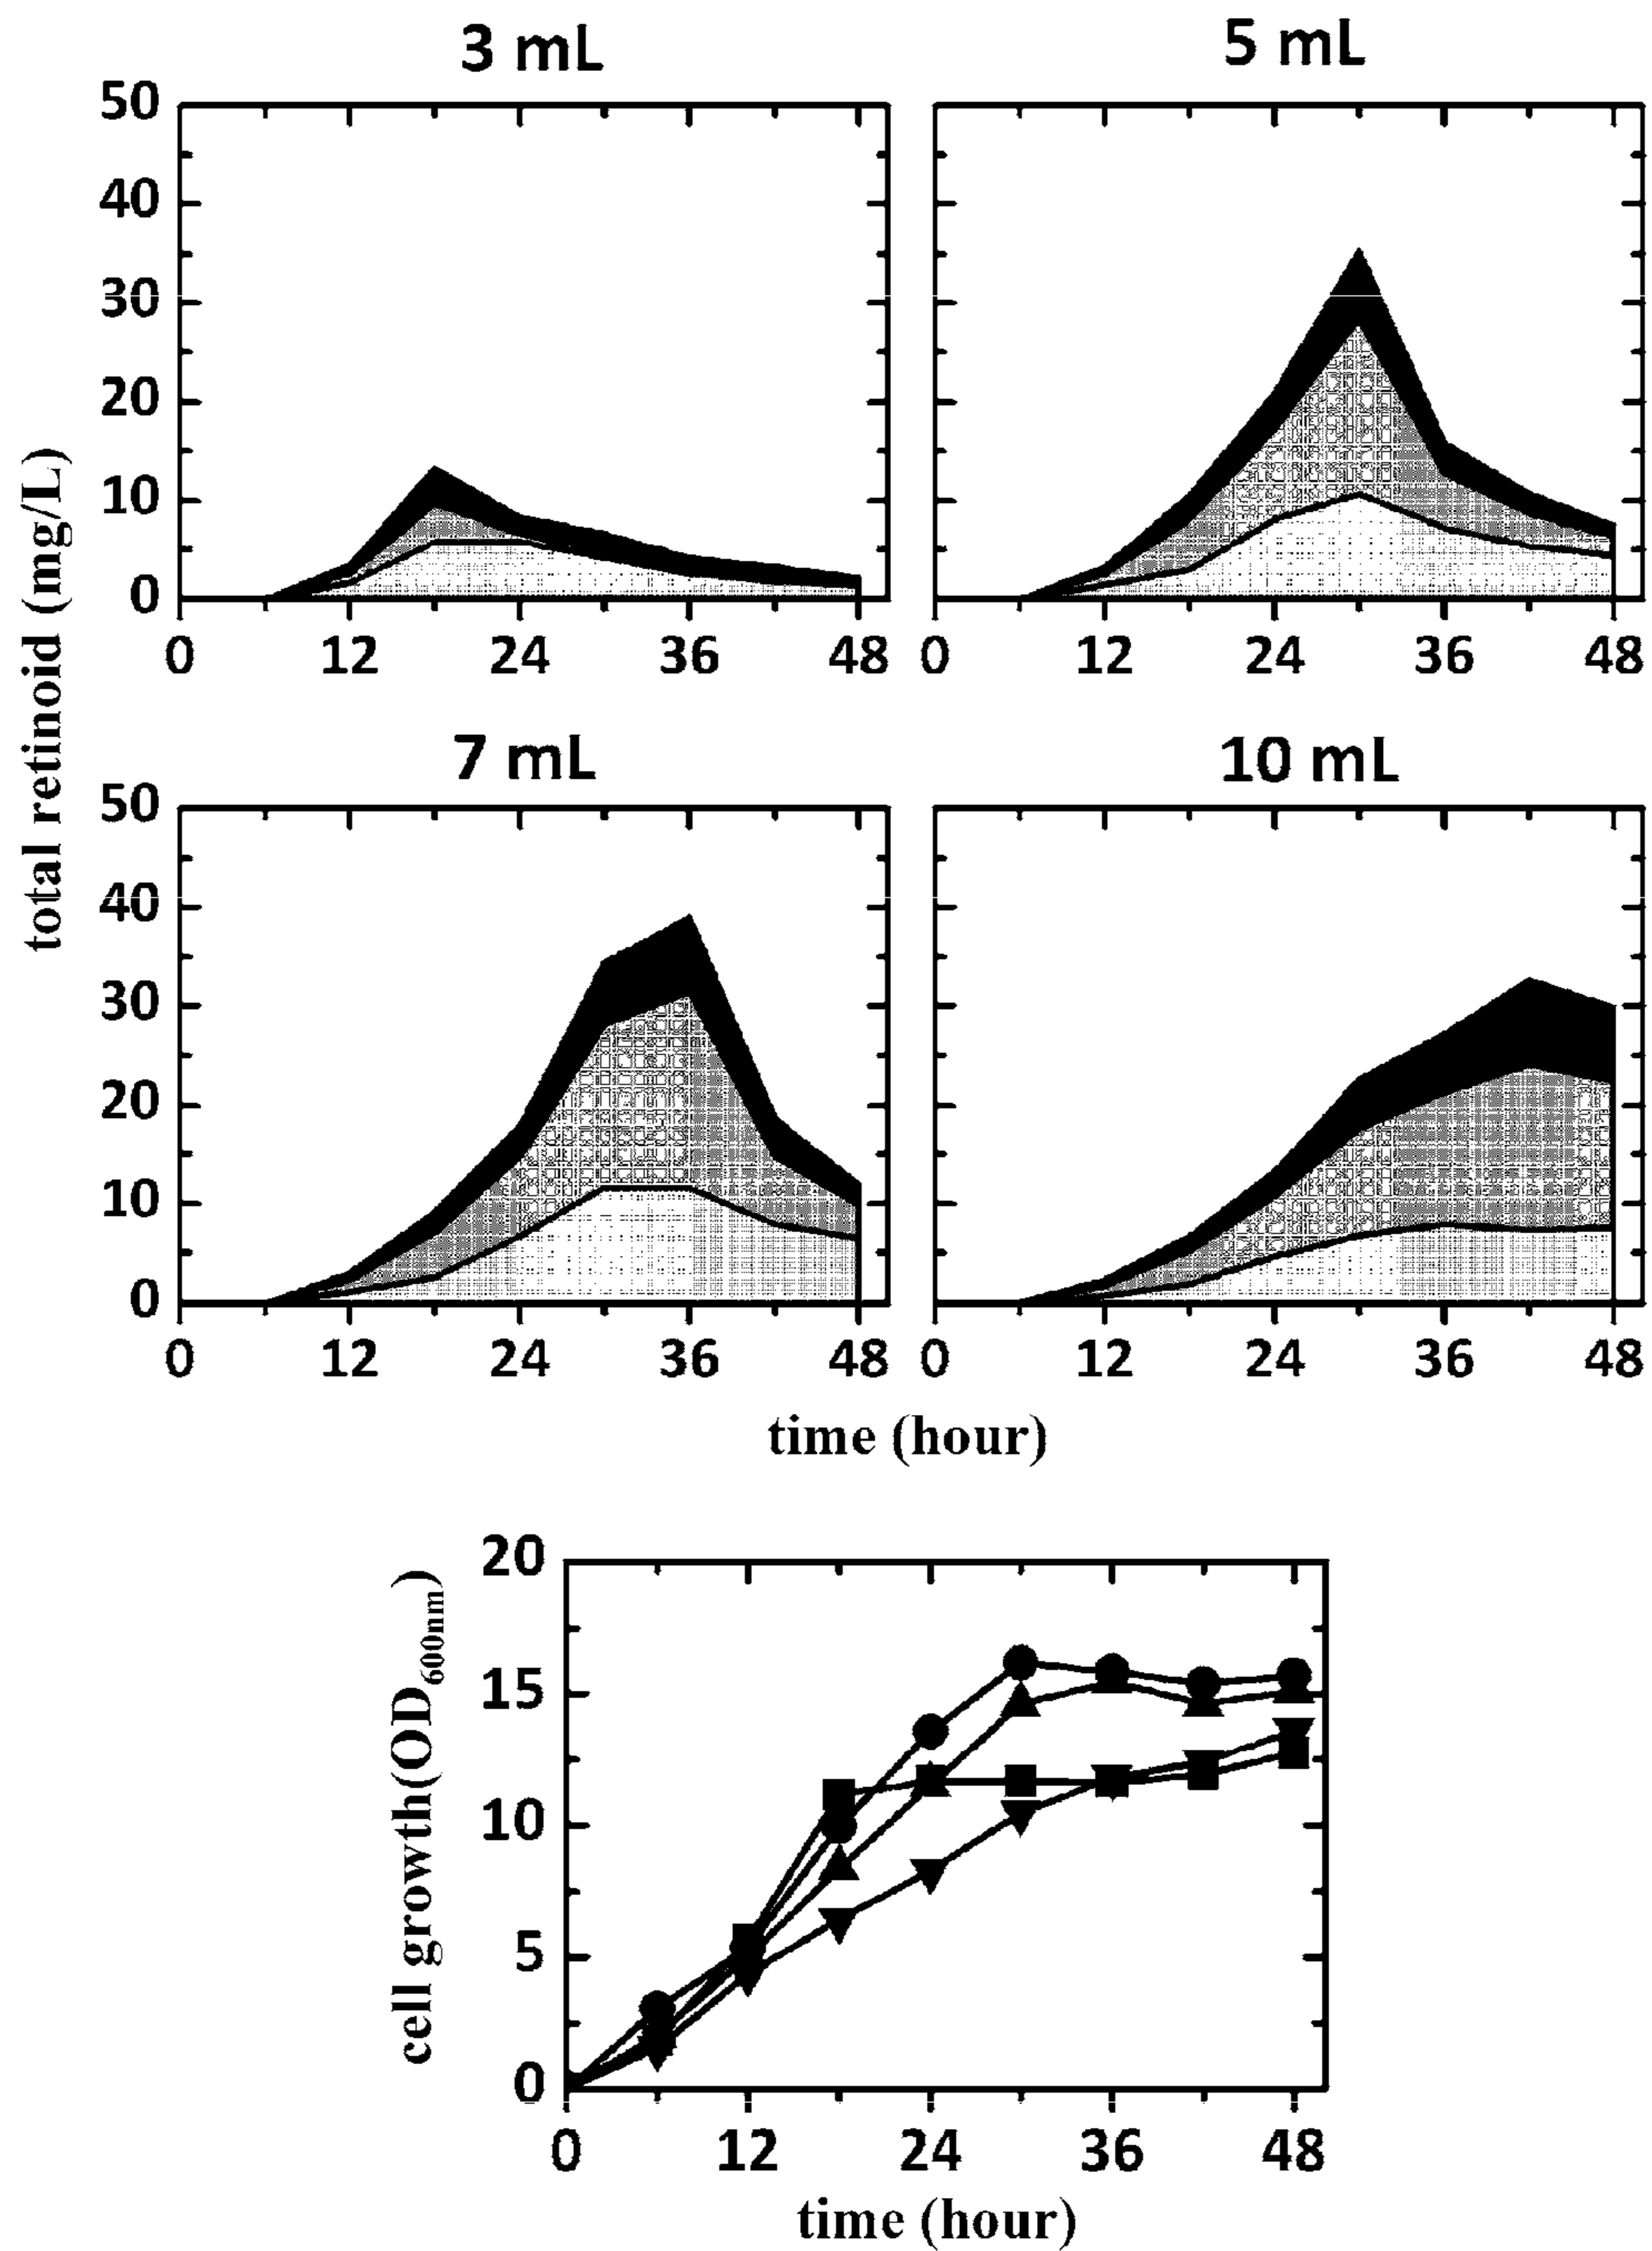 3 mL
5 mL
50
40
30
20
10
0
0 12 24 36 48
0 12 24 36 48
total retinoid (mg/L)
7 mL
10 mL
50
40
30
20
10
0
0 12 24 36 48
0 12 24 36 48
time (hour)
20
15
10
5
0
cell growth(OD600nm)
0 12 24 36 48
time (hour)